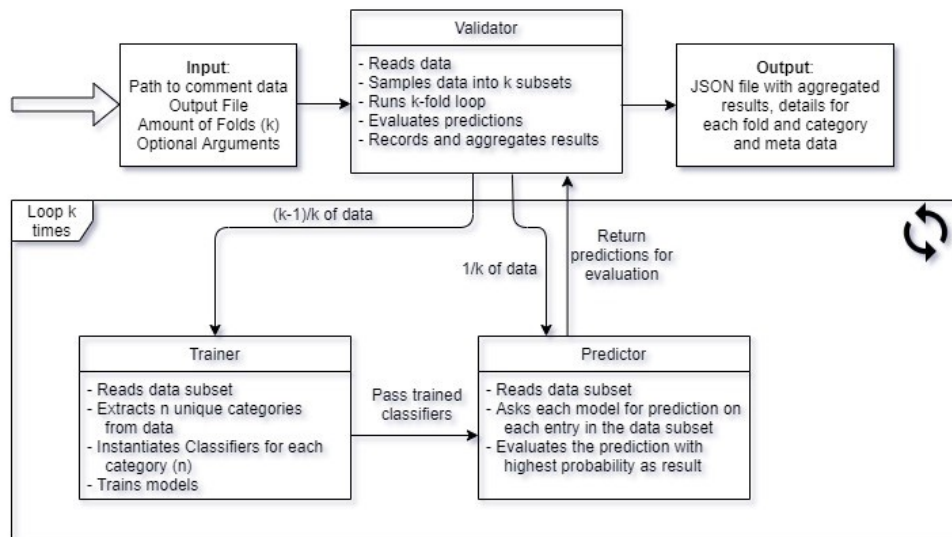 Input:
Path to comment data
Output File
Amount of Folds (k)
Optional Arguments
Validator
- Reads data
- Samples data into k subsets
- Runs k-fold loop
- Evaluates predictions
- Records and aggregates results
Output:
JSON file with aggregated
results, details for
each fold and category
and meta data
Loop k
times
(k-1)/k of data
1/k of data
Return
predictions for
evaluation
Trainer
- Reads data subset
- Extracts n unique categories
from data
- Instantiates Classifiers for each
category (n)
- Trains models
Pass trained
classifiers
Predictor
- Reads data subset
- Asks each model for prediction on
each entry in the data subset
- Evaluates the prediction with
highest probability as result